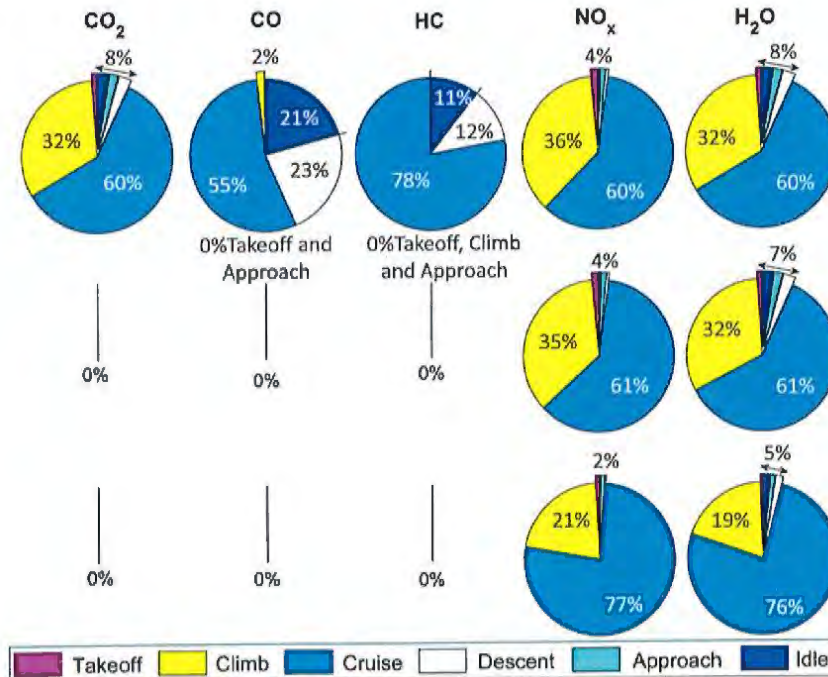 CO2 CO HC NOx H2O
8% 2% 4% 8%
32% 60% 21% 23% 55% 11% 12% 78% 36% 60% 32% 60%
0%Takeoff and
Approach
0%Takeoff, Climb
and Approach
4% 7%
0% 0% 0% 35% 61% 32% 61%
2% 5%
0% 0% 0% 21% 77% 19% 76%
Takeoff Climb Cruise Descent Approach Idle